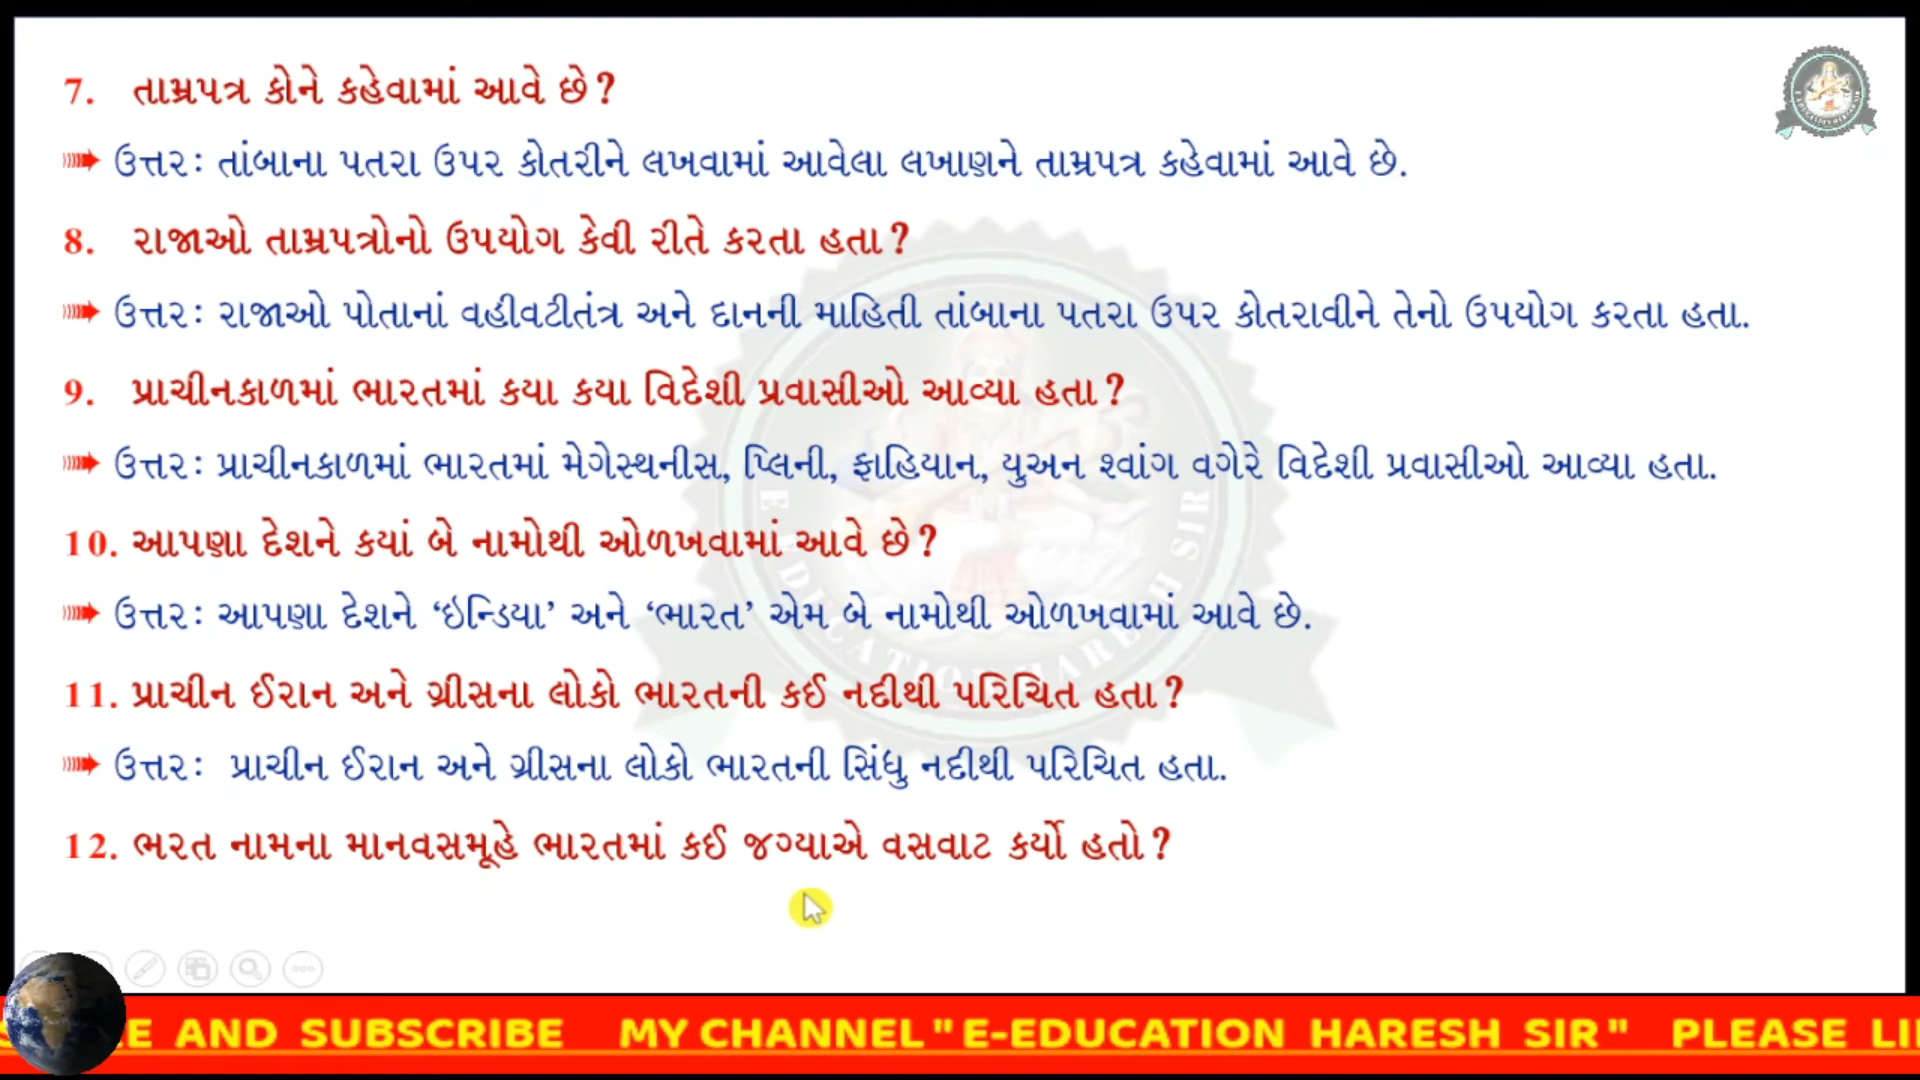 7. તામ્રપત્ર કોને કહેવામાં આવે છે?
ઉત્તર: તાંબાના પતરા ઉપર કોતરીને લખવામાં આવેલા લખાણને તામ્રપત્ર કહેવામાં આવે છે.
8. રાજાઓ તામ્રપત્રોનો ઉપયોગ કેવી રીતે કરતા હતા?
ઉત્તર: રાજાઓ પોતાનાં વહીવટીતંત્ર અને દાનની માહિતી તાંબાના પતરા ઉપર કોતરાવીને તેનો ઉપયોગ કરતા હતા.
9. પ્રાચીનકાળમાં ભારતમાં કયા કયા વિદેશી પ્રવાસીઓ આવ્યા હતા?
ઉત્તર: પ્રાચીનકાળમાં ભારતમાં મેગેસ્થનીસ, પ્લિની, ફાહિયાન, યુઅન શ્વાંગ વગેરે વિદેશી પ્રવાસીઓ આવ્યા હતા.
10. આપણા દેશને કયાં બે નામોથી ઓળખવામાં આવે છે?
ઉત્તર: આપણા દેશને ‘ઇન્ડિયા’ અને ‘ભારત’ એમ બે નામોથી ઓળખવામાં આવે છે.
11. પ્રાચીન ઈરાન અને ગ્રીસના લોકો ભારતની કઈ નદીથી પરિચિત હતા?
ઉત્તર: પ્રાચીન ઈરાન અને ગ્રીસના લોકો ભારતની સિંધુ નદીથી પરિચિત હતા.
12. ભરત નામના માનવસમૂહે ભારતમાં કઈ જગ્યાએ વસવાટ કર્યો હતો?
E EDUCATION HARESH SIR
AND SUBSCRIBE MY CHANNEL "E-EDUCATION HARESH SIR" PLEASE LI